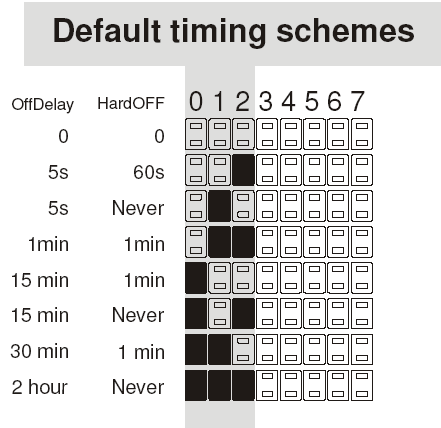 Default timing schemes
OffDelay HardOFF 0 1 2 3 4 5 6 7
0 0
5s 60s
5s Never
1min 1min
15 min 1min
15 min Never
30 min 1 min
2 hour Never